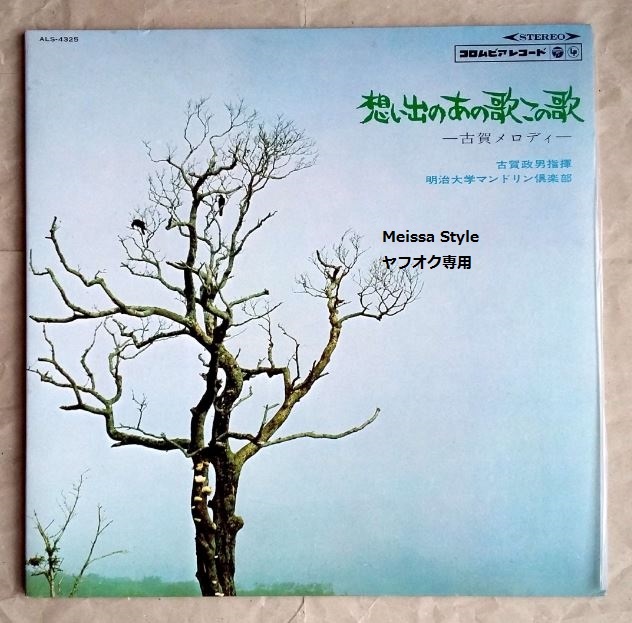 ALS-4325
STEREO
コロムビアレコード
想い出のあの歌この歌
―古賀メロディ―
古賀政男指揮
明治大学マンドリン倶楽部
Meissa Style
ヤフオク専用